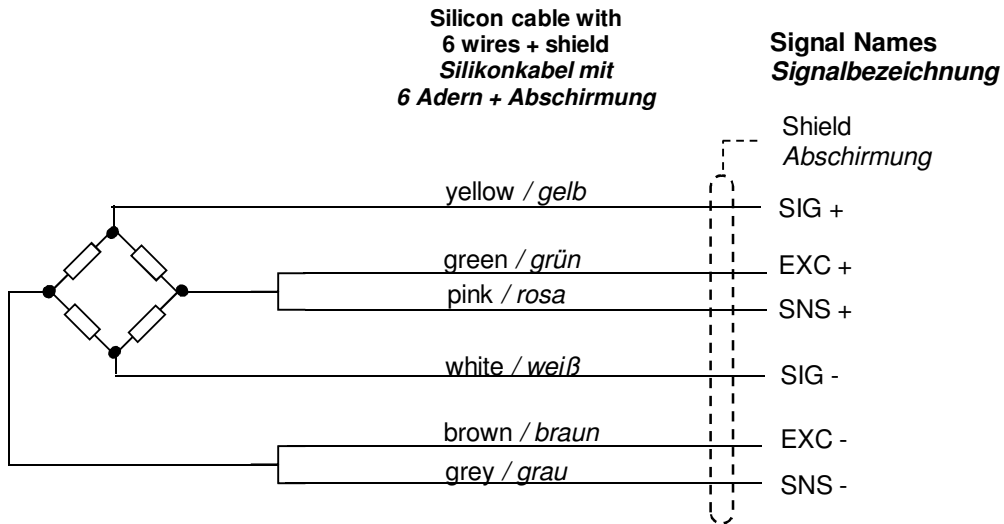 Silicon cable with
6 wires + shield
Silikonkabel mit
6 Adern + Abschirmung
Signal Names
Signalbezeichnung
Shield
Abschirmung
yellow / gelb
SIG +
green / grün
EXC +
pink / rosa
SNS +
white / weiß
SIG -
brown / braun
EXC -
grey / grau
SNS -